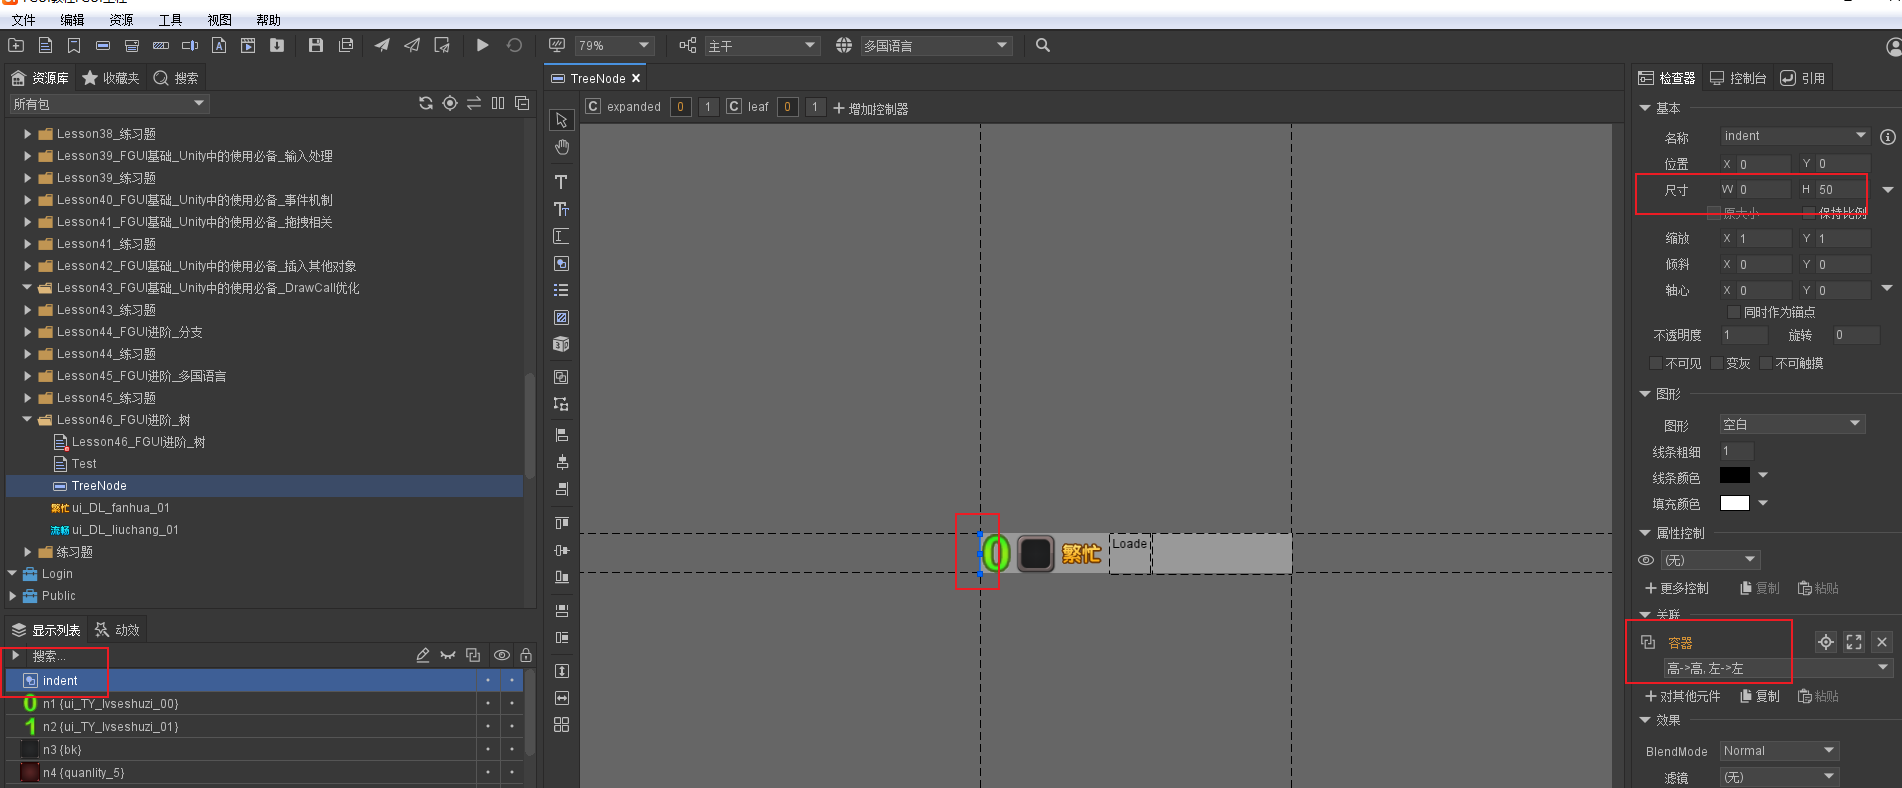 文件 编辑 资源 工具 视图 帮助
79% 主干 多国语言
资源库 收藏夹 搜索
所有包
Lesson38_练习题
Lesson39_FGUI基础_Unity中的使用必备_输入处理
Lesson39_练习题
Lesson40_FGUI基础_Unity中的使用必备_事件机制
Lesson41_FGUI基础_Unity中的使用必备_拖拽相关
Lesson41_练习题
Lesson42_FGUI基础_Unity中的使用必备_插入其他对象
Lesson43_FGUI基础_Unity中的使用必备_DrawCall优化
Lesson43_练习题
Lesson44_FGUI进阶_分支
Lesson44_练习题
Lesson45_FGUI进阶_多国语言
Lesson45_练习题
Lesson46_FGUI进阶_树
Lesson46_FGUI进阶_树
Test
TreeNode
繁忙 ui_DL_fanhua_01
流畅 ui_DL_liuchang_01
练习题
Login
Public
显示列表 动效
搜索...
indent
0 n1 {ui_TY_lvseshuzi_00}
1 n2 {ui_TY_lvseshuzi_01}
n3 {bk}
n4 {quanlity_5}
TreeNode
C expanded 0 1 C leaf 0 1 增加控制器
0 繁忙 Loade
检查器 控制台 引用
基本
名称 indent
位置 X 0 Y 0
尺寸 W 0 H 50
原大小 保持比例
缩放 X 1 Y 1
倾斜 X 0 Y 0
轴心 X 0 Y 0
同时作为锚点
不透明度 1 旋转 0
不可见 变灰 不可触摸
图形
图形 空白
线条粗细 1
线条颜色
填充颜色
属性控制
(无)
更多控制 复制 粘贴
关联
容器
高->高, 左->左
对其他元件 复制 粘贴
效果
BlendMode Normal
滤镜 (无)